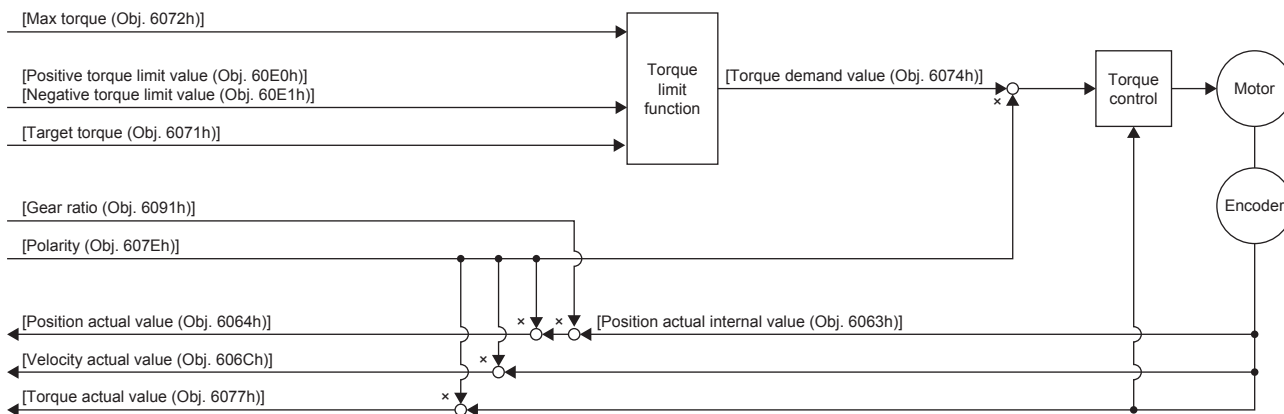 [Max torque (Obj. 6072h)]
[Positive torque limit value (Obj. 60E0h)]
[Negative torque limit value (Obj. 60E1h)]
[Target torque (Obj. 6071h)]
Torque
limit
function
[Torque demand value (Obj. 6074h)]
×
Torque
control
Motor
Encoder
[Gear ratio (Obj. 6091h)]
[Polarity (Obj. 607Eh)]
[Position actual value (Obj. 6064h)]
×
×
[Position actual internal value (Obj. 6063h)]
[Velocity actual value (Obj. 606Ch)]
×
[Torque actual value (Obj. 6077h)]
×